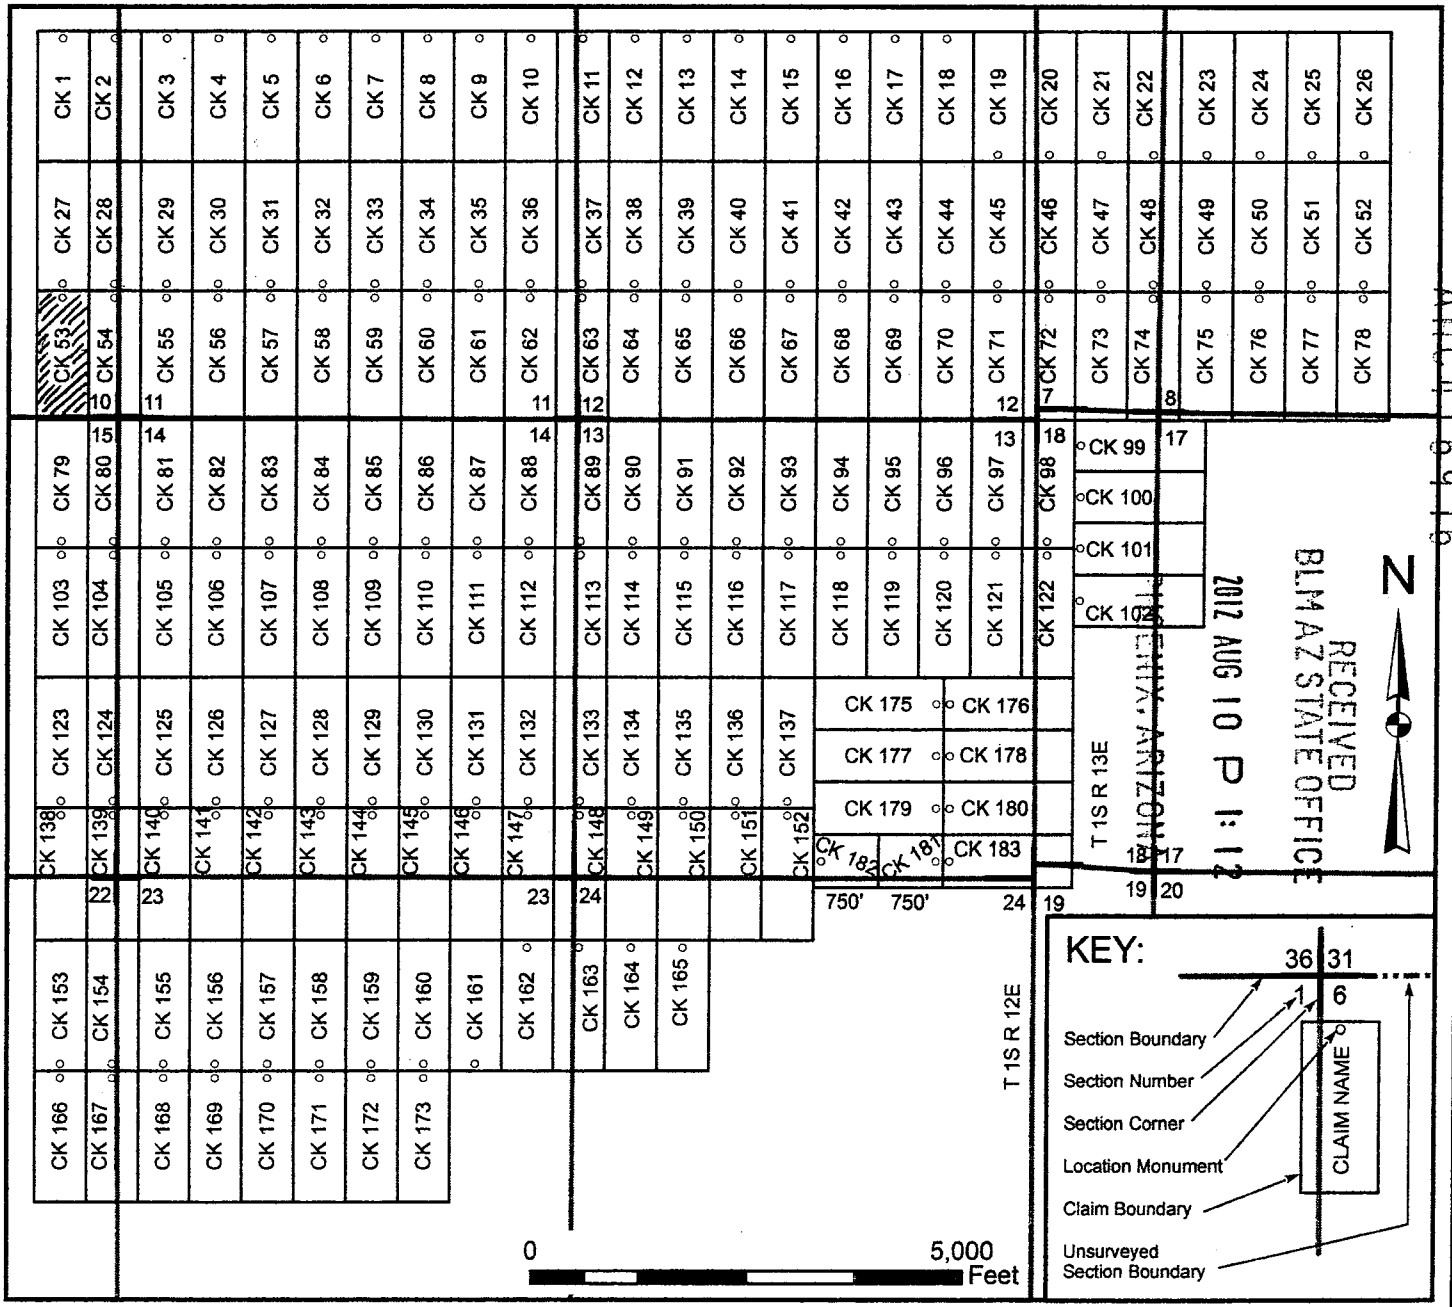 CK 1 CK 2 CK 3 CK 4 CK 5 CK 6 CK 7 CK 8 CK 9 CK 10 CK 11 CK 12 CK 13 CK 14 CK 15 CK 16 CK 17 CK 18 CK 19 CK 20 CK 21 CK 22 CK 23 CK 24 CK 25 CK 26
CK 27 CK 28 CK 29 CK 30 CK 31 CK 32 CK 33 CK 34 CK 35 CK 36 CK 37 CK 38 CK 39 CK 40 CK 41 CK 42 CK 43 CK 44 CK 45 CK 46 CK 47 CK 48 CK 49 CK 50 CK 51 CK 52
CK 53 CK 54 CK 55 CK 56 CK 57 CK 58 CK 59 CK 60 CK 61 CK 62 CK 63 CK 64 CK 65 CK 66 CK 67 CK 68 CK 69 CK 70 CK 71 CK 72 CK 73 CK 74 CK 75 CK 76 CK 77 CK 78
10 11 11 12 12 7 8
15 14 14 13 13 18 17
CK 79 CK 80 CK 81 CK 82 CK 83 CK 84 CK 85 CK 86 CK 87 CK 88 CK 89 CK 90 CK 91 CK 92 CK 93 CK 94 CK 95 CK 96 CK 97 CK 98
CK 99
CK 100
CK 101
CK 102
CK 103 CK 104 CK 105 CK 106 CK 107 CK 108 CK 109 CK 110 CK 111 CK 112 CK 113 CK 114 CK 115 CK 116 CK 117 CK 118 CK 119 CK 120 CK 121 CK 122
CK 123 CK 124 CK 125 CK 126 CK 127 CK 128 CK 129 CK 130 CK 131 CK 132 CK 133 CK 134 CK 135 CK 136 CK 137
CK 175 CK 176
CK 177 CK 178
CK 179 CK 180
CK 182 CK 181 CK 183
CK 138 CK 139 CK 140 CK 141 CK 142 CK 143 CK 144 CK 145 CK 146 CK 147 CK 148 CK 149 CK 150 CK 151 CK 152
T 1S R 13E
18 17
22 23 23 24 750' 750' 24 19 19 20
CK 153 CK 154 CK 155 CK 156 CK 157 CK 158 CK 159 CK 160 CK 161 CK 162 CK 163 CK 164 CK 165
T 1S R 12E
CK 166 CK 167 CK 168 CK 169 CK 170 CK 171 CK 172 CK 173
0 5,000
Feet
N
RECEIVED
BLM AZ STATE OFFICE
2012 AUG 10 P 1:12
ARIZONA
KEY:
36 31
1 6
Section Boundary
Section Number
Section Corner
Location Monument
Claim Boundary
Unsurveyed
Section Boundary
CLAIM NAME